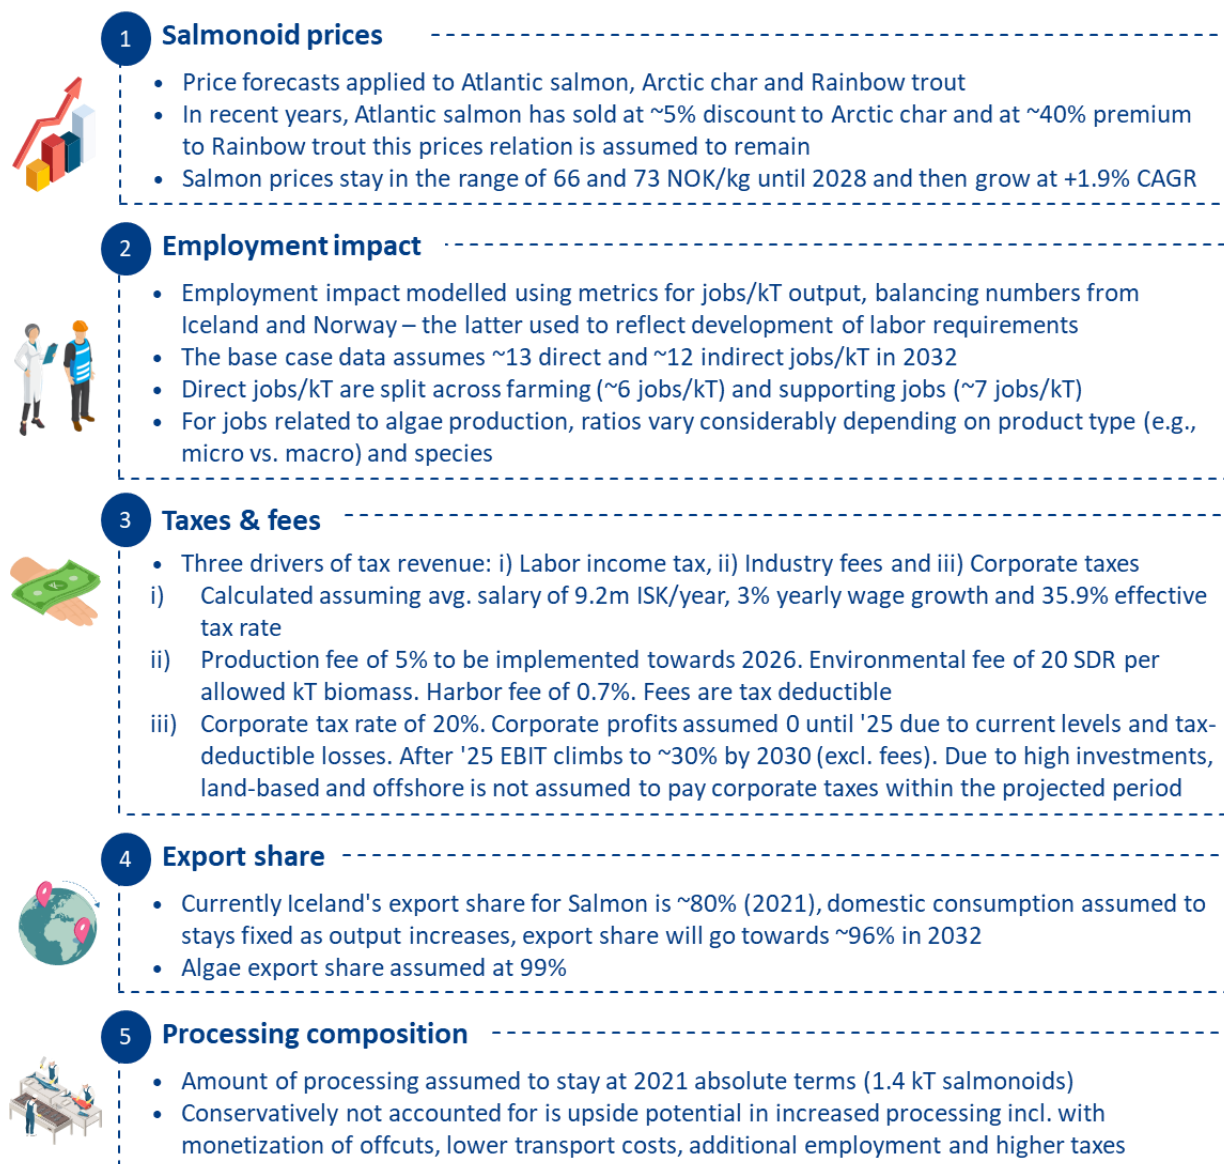 1
Salmonoid prices
• Price forecasts applied to Atlantic salmon, Arctic char and Rainbow trout
• In recent years, Atlantic salmon has sold at ~5% discount to Arctic char and at ~40% premium
to Rainbow trout this prices relation is assumed to remain
• Salmon prices stay in the range of 66 and 73 NOK/kg until 2028 and then grow at +1.9% CAGR
2
Employment impact
• Employment impact modelled using metrics for jobs/kT output, balancing numbers from
Iceland and Norway – the latter used to reflect development of labor requirements
• The base case data assumes ~13 direct and ~12 indirect jobs/kT in 2032
• Direct jobs/kT are split across farming (~6 jobs/kT) and supporting jobs (~7 jobs/kT)
• For jobs related to algae production, ratios vary considerably depending on product type (e.g.,
micro vs. macro) and species
3
Taxes & fees
• Three drivers of tax revenue: i) Labor income tax, ii) Industry fees and iii) Corporate taxes
i) Calculated assuming avg. salary of 9.2m ISK/year, 3% yearly wage growth and 35.9% effective
tax rate
ii) Production fee of 5% to be implemented towards 2026. Environmental fee of 20 SDR per
allowed kT biomass. Harbor fee of 0.7%. Fees are tax deductible
iii) Corporate tax rate of 20%. Corporate profits assumed 0 until '25 due to current levels and tax-
deductible losses. After '25 EBIT climbs to ~30% by 2030 (excl. fees). Due to high investments,
land-based and offshore is not assumed to pay corporate taxes within the projected period
4
Export share
• Currently Iceland's export share for Salmon is ~80% (2021), domestic consumption assumed to
stays fixed as output increases, export share will go towards ~96% in 2032
• Algae export share assumed at 99%
5
Processing composition
• Amount of processing assumed to stay at 2021 absolute terms (1.4 kT salmonoids)
• Conservatively not accounted for is upside potential in increased processing incl. with
monetization of offcuts, lower transport costs, additional employment and higher taxes